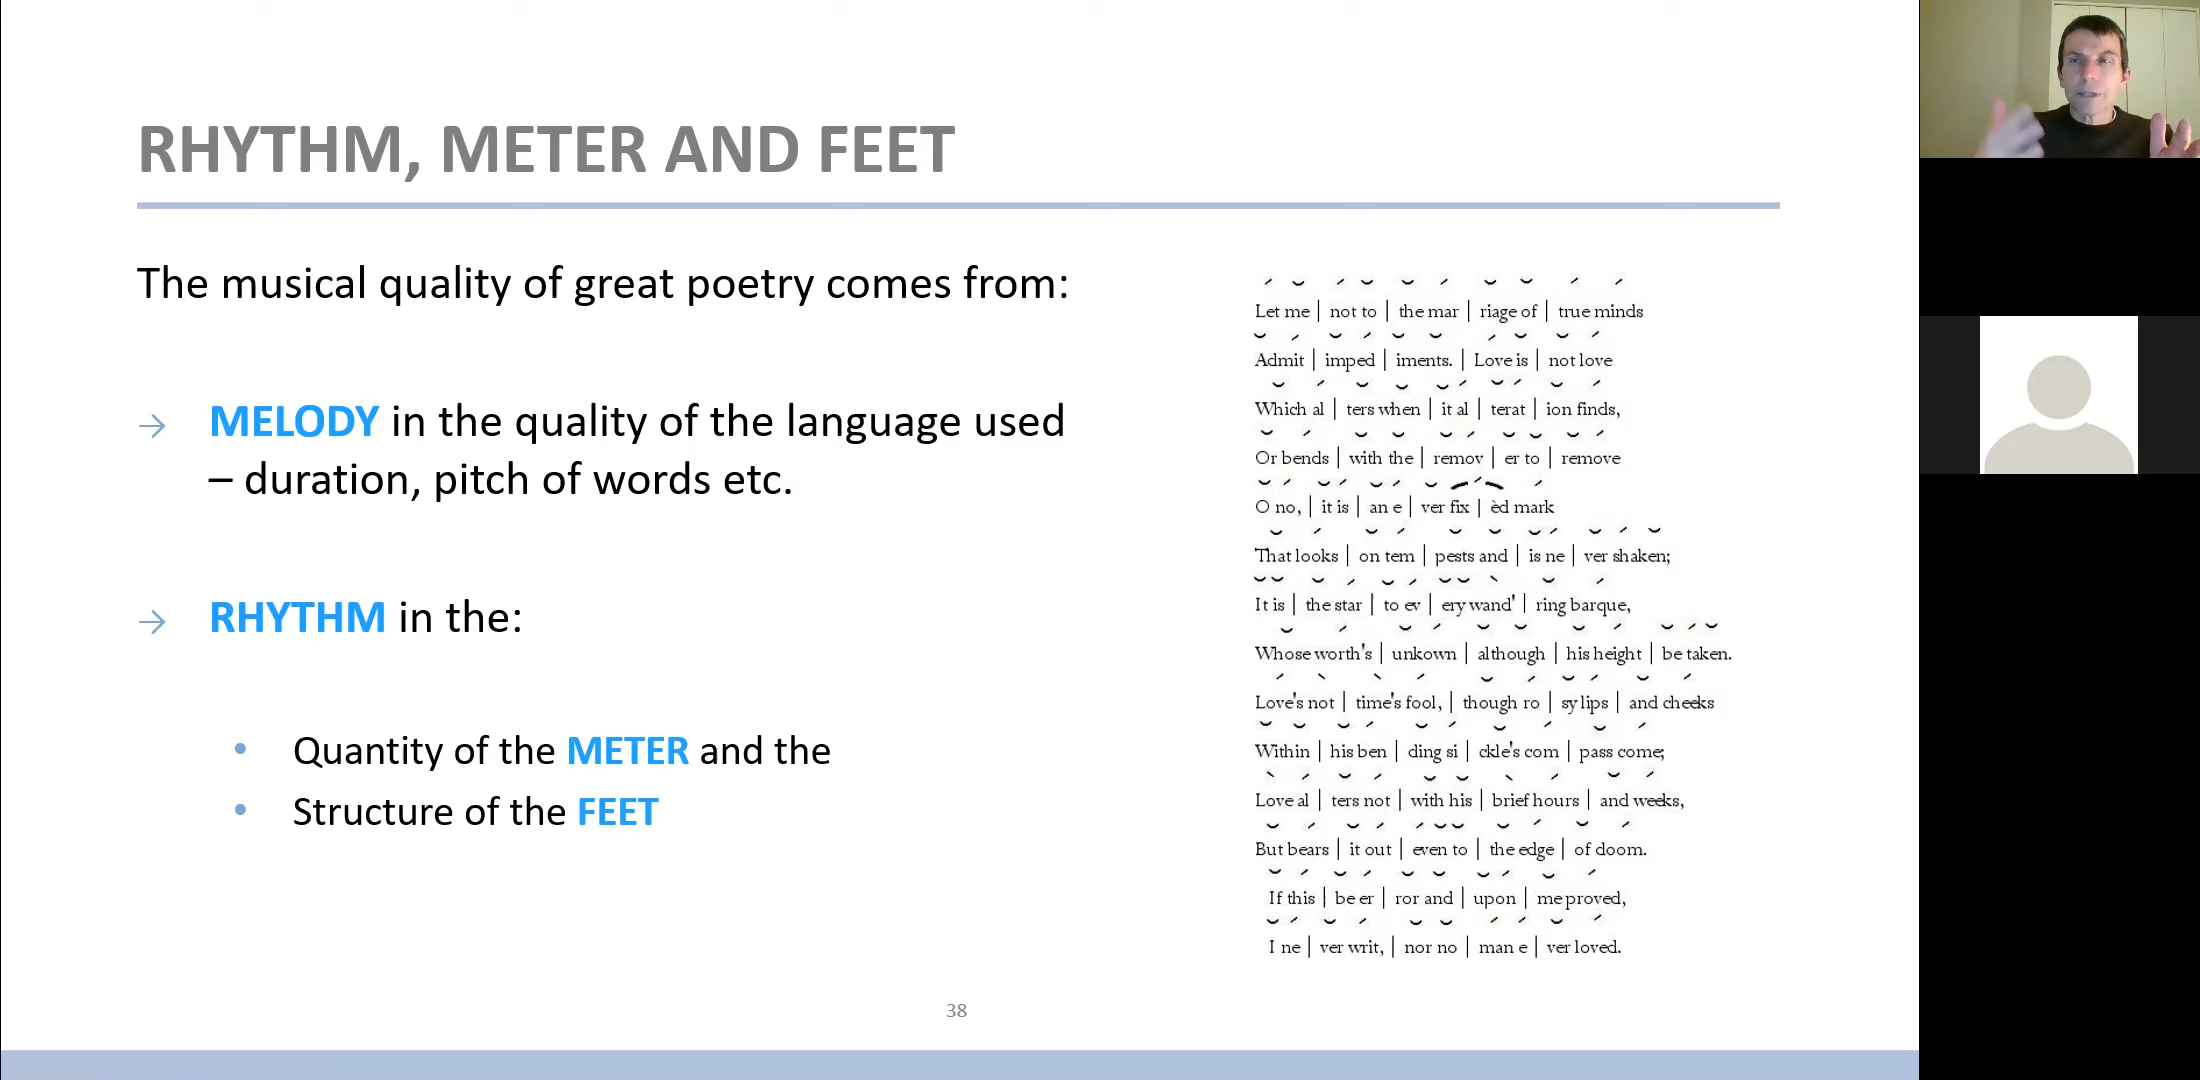 RHYTHM, METER AND FEET
The musical quality of great poetry comes from:
→ MELODY in the quality of the language used
– duration, pitch of words etc.
→ RHYTHM in the:
• Quantity of the METER and the
• Structure of the FEET
Let me | not to | the mar | riage of | true minds
Admit | imped | iments. | Love is | not love
Which al | ters when | it al | terat | ion finds,
Or bends | with the | remov | er to | remove
O no, | it is | an e | ver fix | èd mark
That looks | on tem | pests and | is ne | ver shaken;
It is | the star | to ev | ery wand' | ring barque,
Whose worth's | unkown | although | his height | be taken.
Love's not | time's fool, | though ro | sy lips | and cheeks
Within | his ben | ding si | ckle's com | pass come;
Love al | ters not | with his | brief hours | and weeks,
But bears | it out | even to | the edge | of doom.
If this | be er | ror and | upon | me proved,
I ne | ver writ, | nor no | man e | ver loved.
38